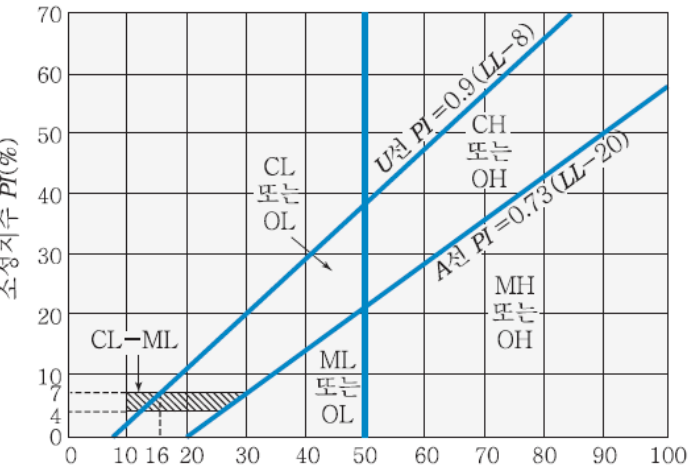 70
60
50
40
30
20
10
7
4
0
소성지수 PI(%)
CL
또는
OL
CL-ML
U선 PI=0.9(LL-8)
CH
또는
OH
A선 PI=0.73(LL-20)
MH
또는
OH
ML
또는
OL
0 10 16 20 30 40 50 60 70 80 90 100